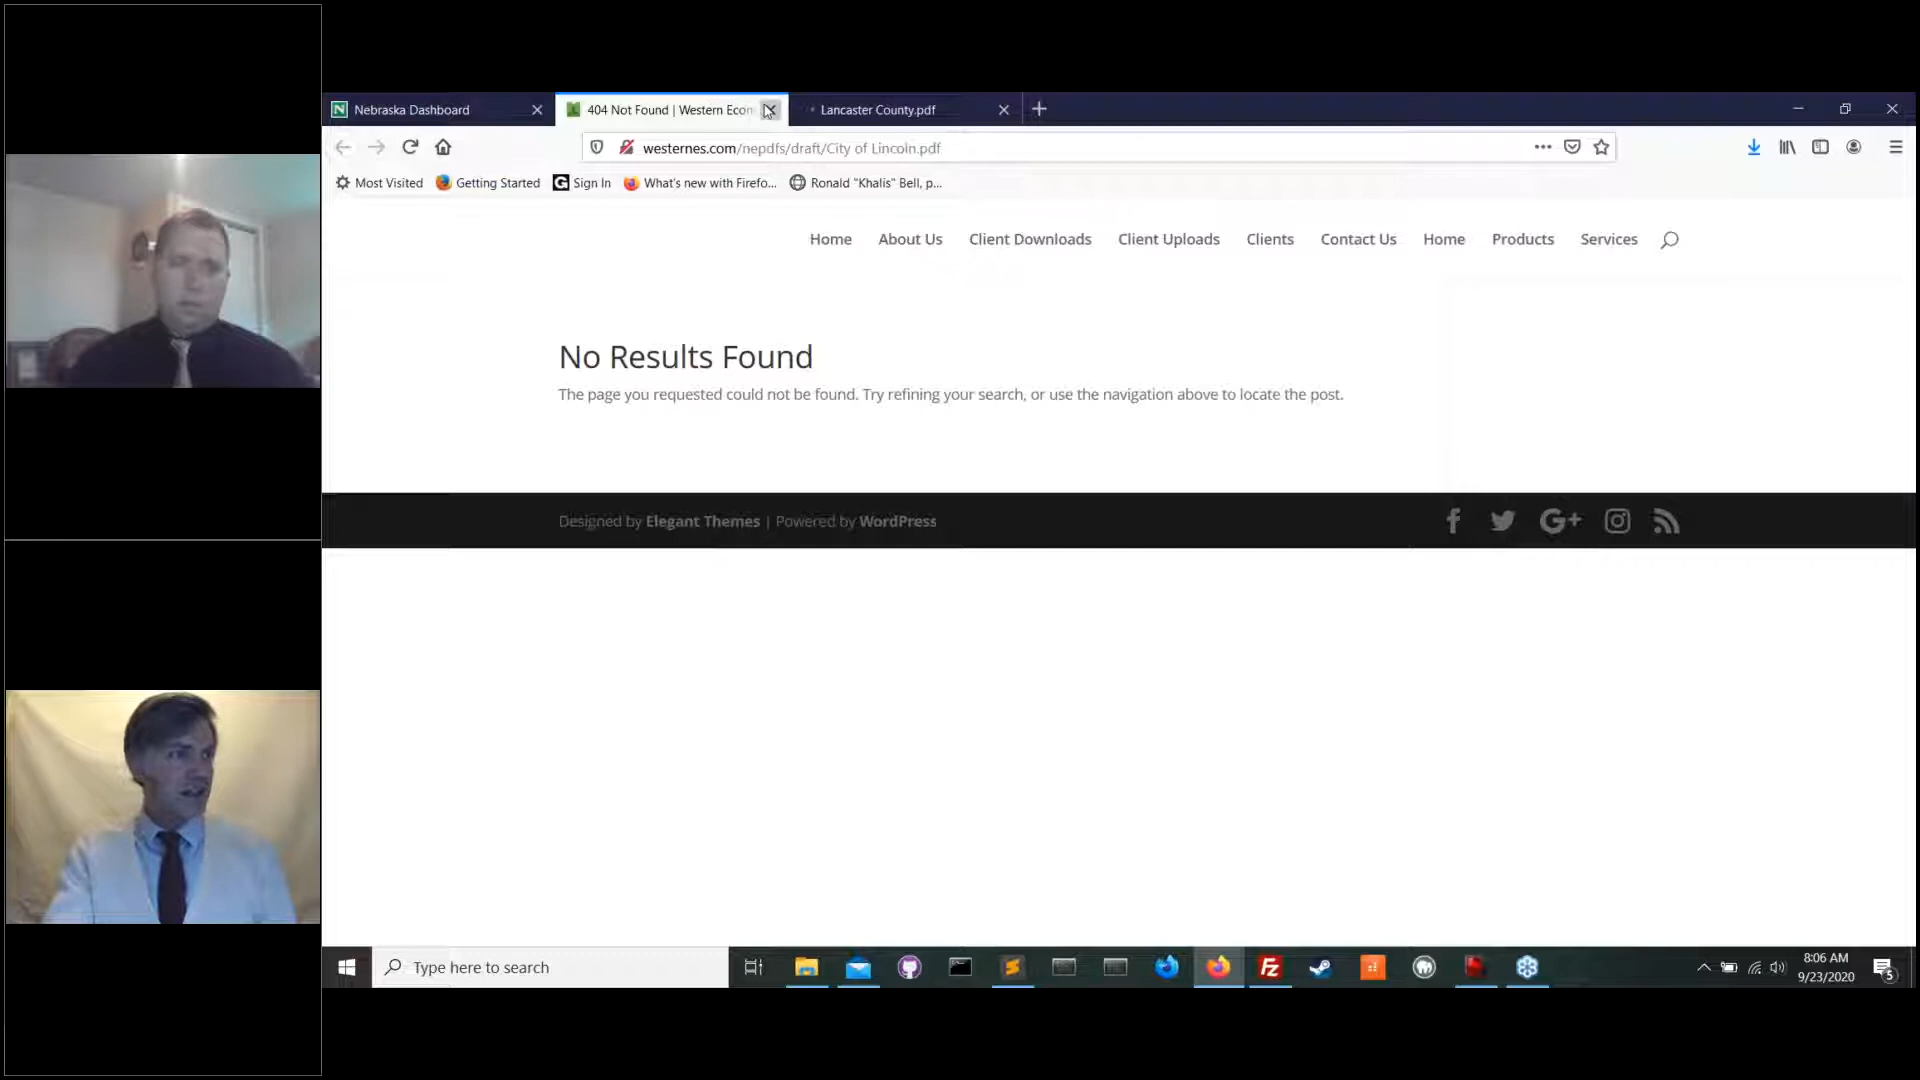 Nebraska Dashboard
404 Not Found | Western Econ
Lancaster County.pdf
westernes.com/nepdfs/draft/City of Lincoln.pdf
Most Visited
Getting Started
Sign In
What's new with Firefo...
Ronald "Khalis" Bell, p...
Home
About Us
Client Downloads
Client Uploads
Clients
Contact Us
Home
Products
Services
No Results Found
The page you requested could not be found. Try refining your search, or use the navigation above to locate the post.
Designed by Elegant Themes | Powered by WordPress
Type here to search
8:06 AM
9/23/2020
5